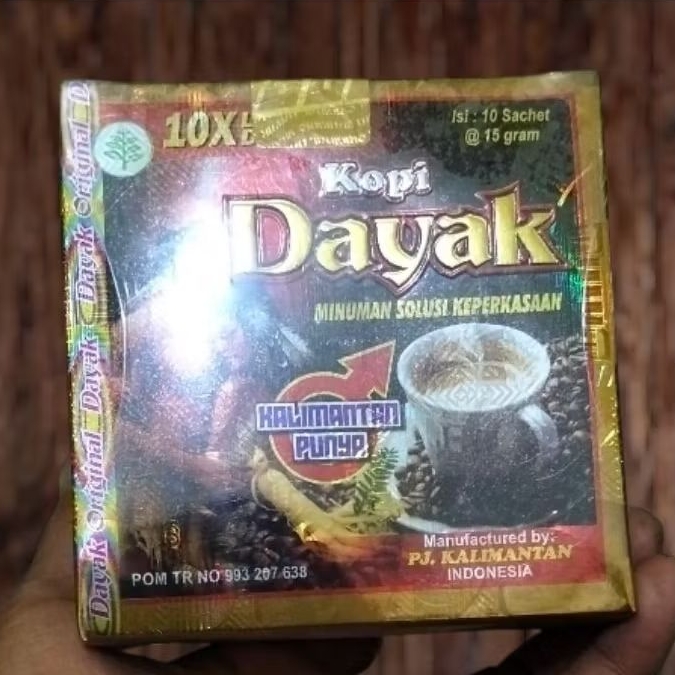 10X
Isi : 10 Sachet
@ 15 gram
Kopi
Dayak
MINUMAN SOLUSI KEPERKASAAN
KALIMANTAN
PUNYA
Manufactured by:
PJ. KALIMANTAN
INDONESIA
POM TR NO 993 207 638
Dayak Original Dayak Dayak Original